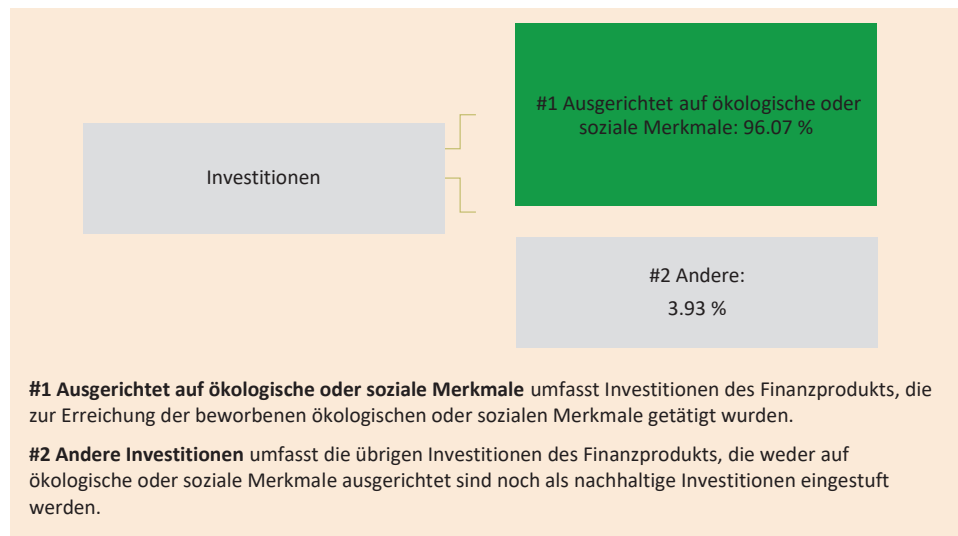 #1 Ausgerichtet auf ökologische oder
soziale Merkmale: 96.07 %
Investitionen
#2 Andere:
3.93 %
#1 Ausgerichtet auf ökologische oder soziale Merkmale umfasst Investitionen des Finanzprodukts, die
zur Erreichung der beworbenen ökologischen oder sozialen Merkmale getätigt wurden.
#2 Andere Investitionen umfasst die übrigen Investitionen des Finanzprodukts, die weder auf
ökologische oder soziale Merkmale ausgerichtet sind noch als nachhaltige Investitionen eingestuft
werden.